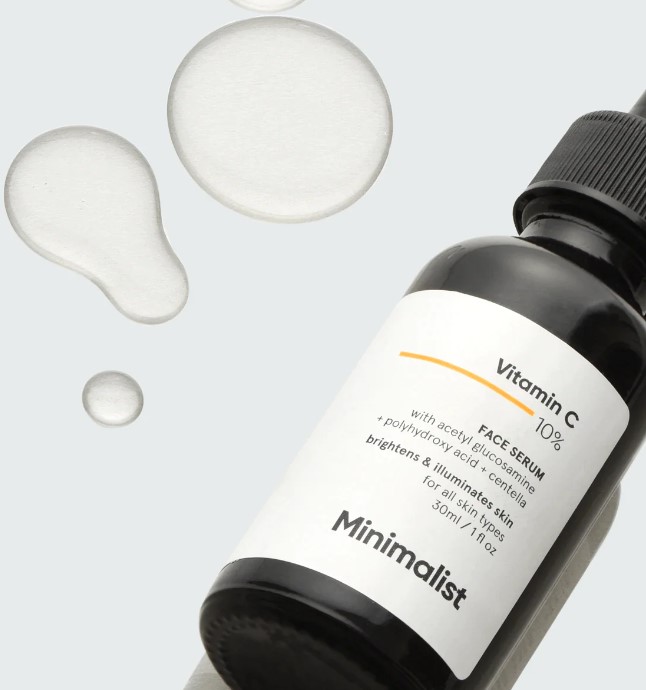 Vitamin C
10%
FACE SERUM
with acetyl glucosamine
+ polyhydroxy acid + centella
brightens & illuminates skin
for all skin types
30ml / 1 fl oz
Minimalist